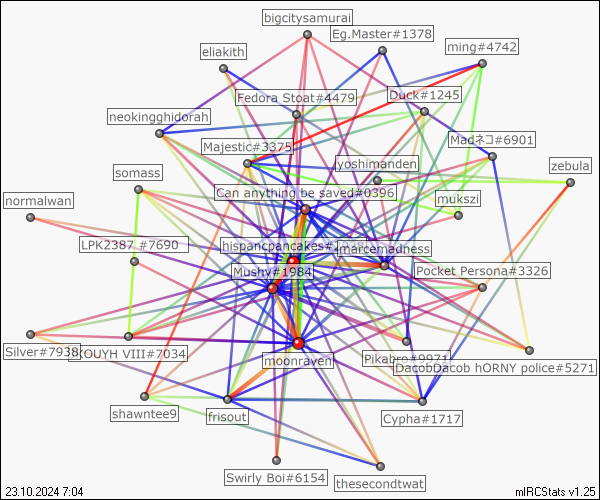 bigcitysamurai
Eg.Master#1378
ming#4742
eliakith
Fedora Stoat#4479
Duck#1245
neokingghidorah
Madネコ#6901
Majestic#3375
yoshimanden
zebula
somass
Can anything be saved#0396
mukszi
normalwan
LPK2387 #7690
hispancpancakes
marcemadness
Mushy#1984
Pocket Persona#3326
Silver#7938
KOUYH VIII#7034
moonraven
Pikabro#9921
DacobDacob hORNY police#5271
shawntee9
frisout
Cypha#1717
Swirly Boi#6154
thesecondtwat
23.10.2024 7:04
mIRCStats v1.25